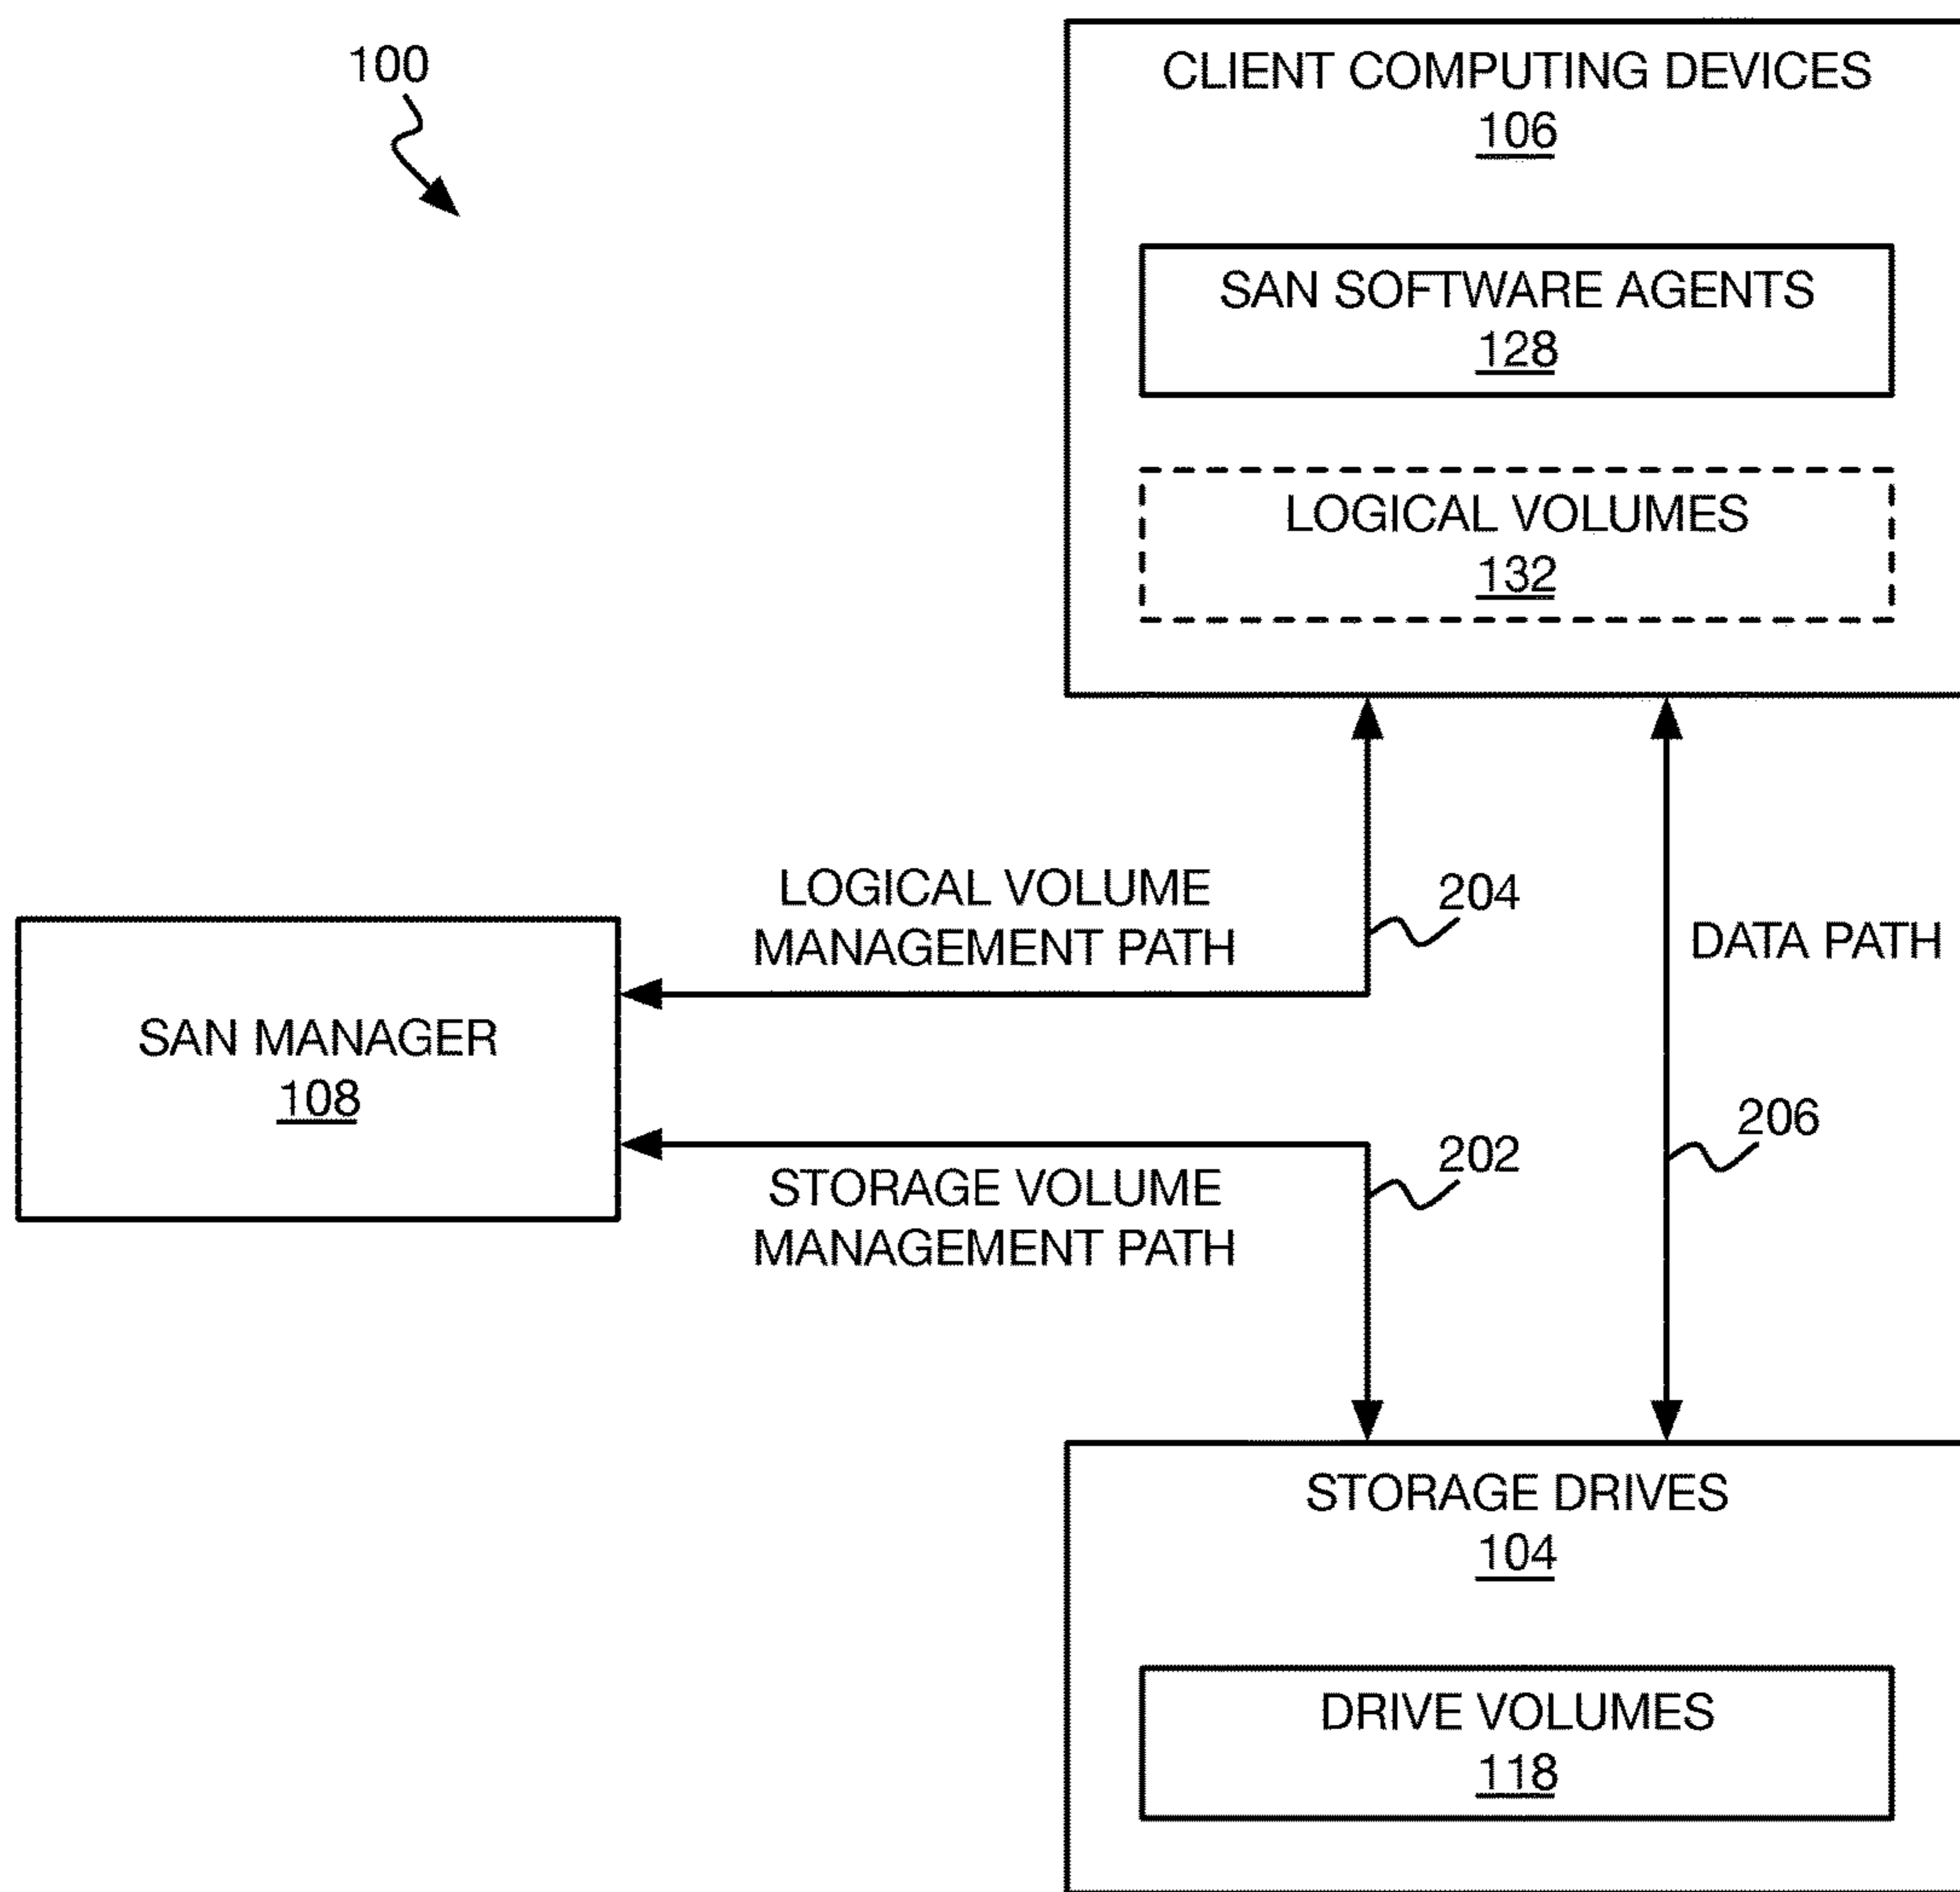 100
CLIENT COMPUTING DEVICES
106
SAN SOFTWARE AGENTS
128
LOGICAL VOLUMES
132
LOGICAL VOLUME
MANAGEMENT PATH
204
DATA PATH
SAN MANAGER
108
206
202
STORAGE VOLUME
MANAGEMENT PATH
STORAGE DRIVES
104
DRIVE VOLUMES
118